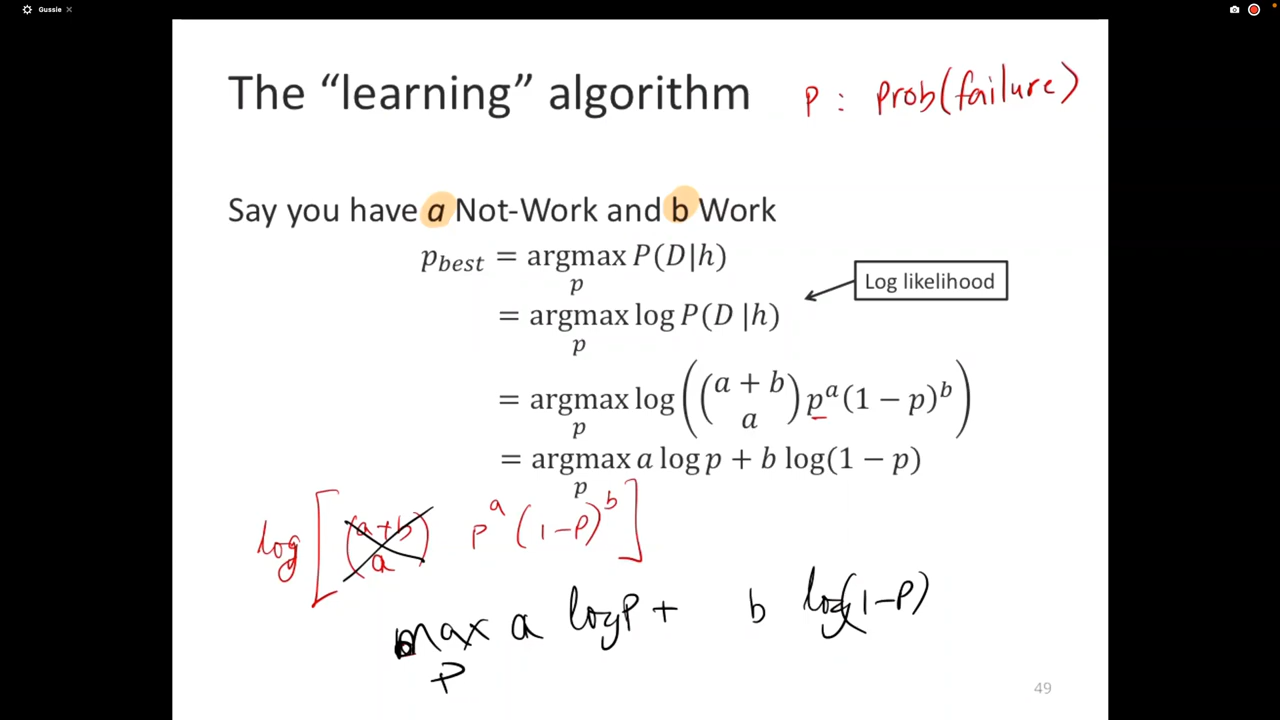 Gussie ×
The “learning” algorithm p : prob(failure)
Say you have a Not-Work and b Work
p_best = argmax_p P(D|h)
Log likelihood
= argmax_p log P(D |h)
= argmax_p log ( (a + b choose a) p^a (1 − p)^b )
= argmax_p a log p + b log(1 − p)
log [ (a+b choose a) p^a (1-p)^b ]
max_p a log p + b log(1-p)
49